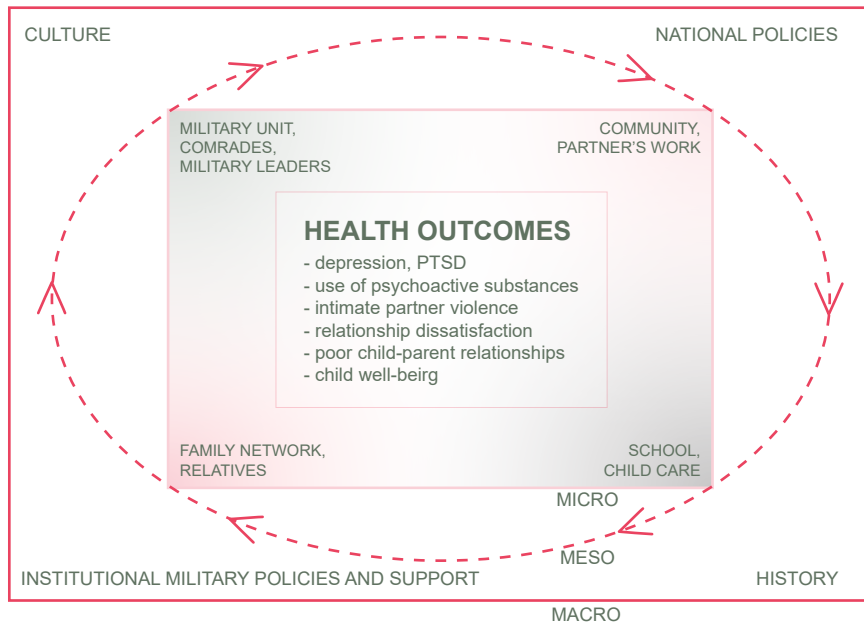 CULTURE
NATIONAL POLICIES
MILITARY UNIT,
COMRADES,
MILITARY LEADERS
COMMUNITY,
PARTNER'S WORK
HEALTH OUTCOMES
- depression, PTSD
- use of psychoactive substances
- intimate partner violence
- relationship dissatisfaction
- poor child-parent relationships
- child well-beirg
FAMILY NETWORK,
RELATIVES
SCHOOL,
CHILD CARE
MICRO
MESO
INSTITUTIONAL MILITARY POLICIES AND SUPPORT
HISTORY
MACRO